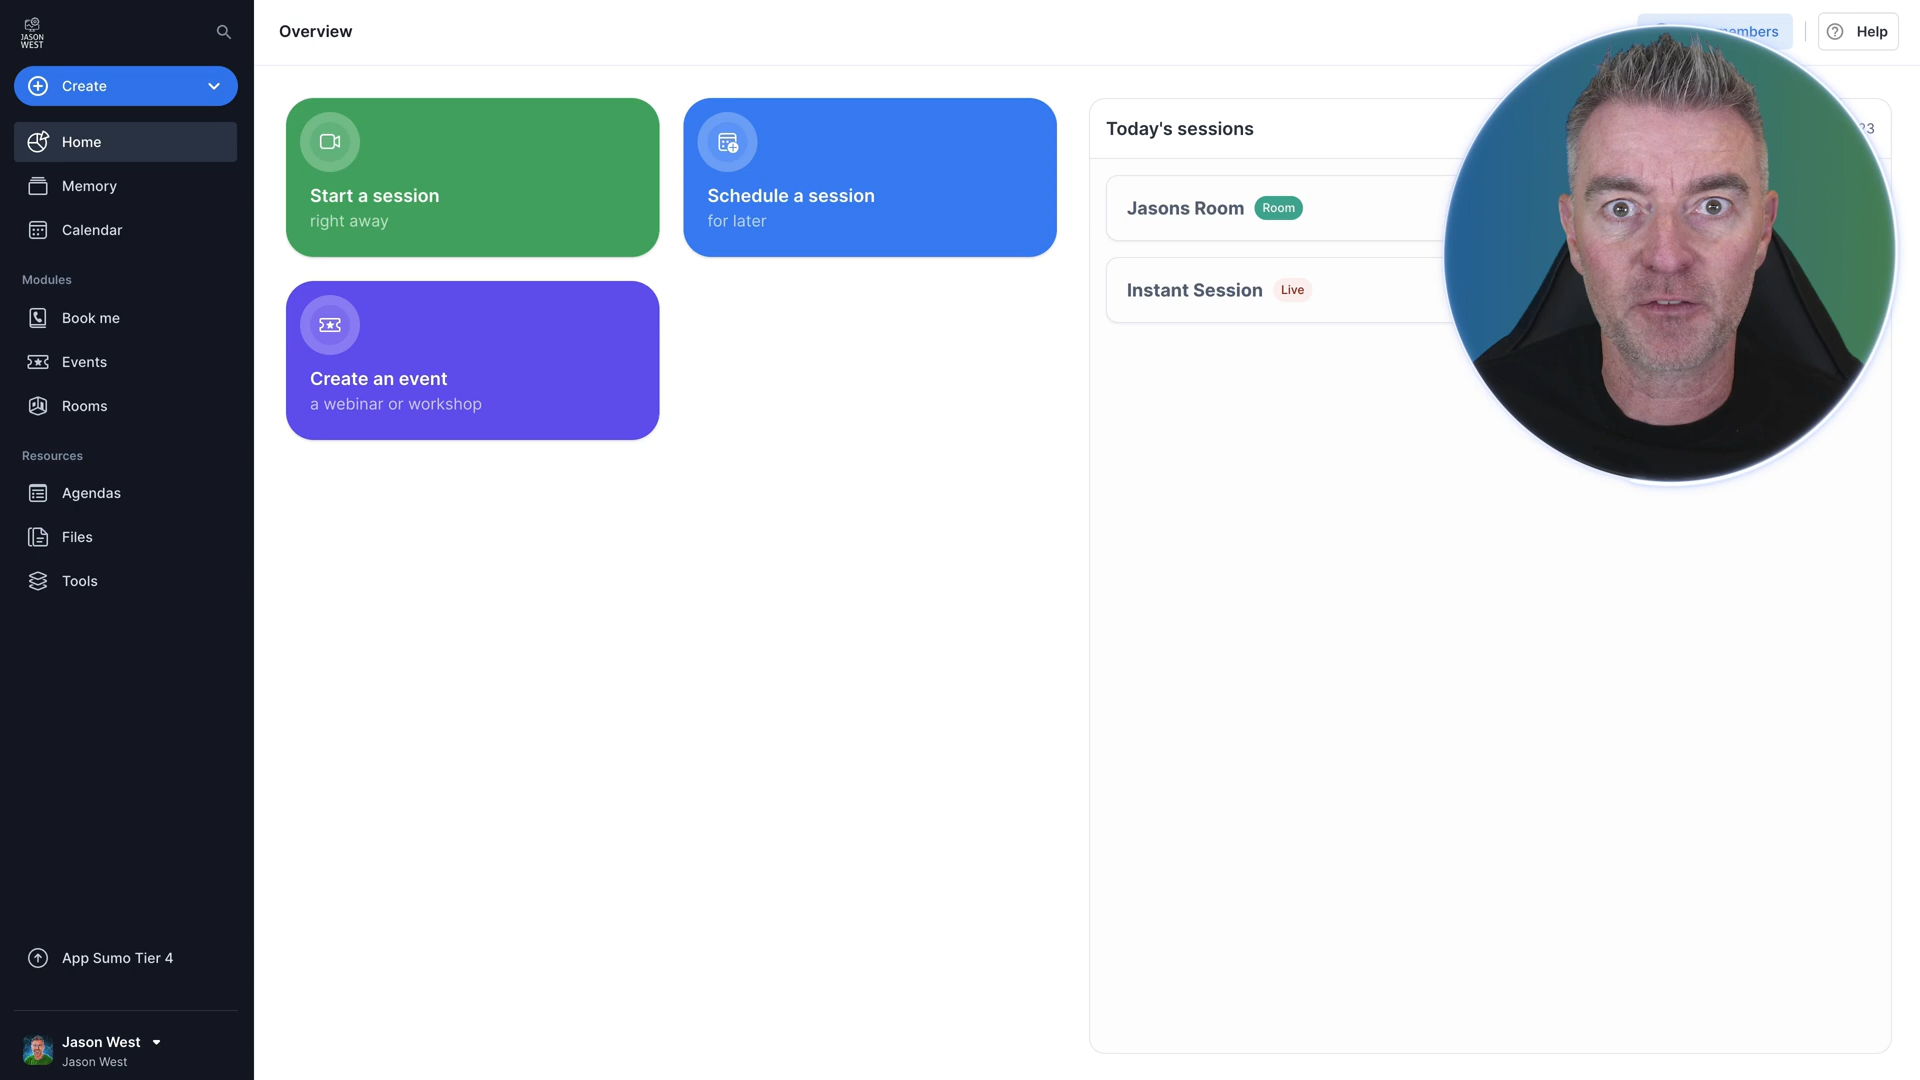 JASON
WEST
Create
Home
Memory
Calendar
Modules
Book me
Events
Rooms
Resources
Agendas
Files
Tools
App Sumo Tier 4
Jason West
Jason West
Overview
members
Help
Start a session
right away
Schedule a session
for later
Create an event
a webinar or workshop
Today's sessions
23
Jasons Room
Room
Instant Session
Live